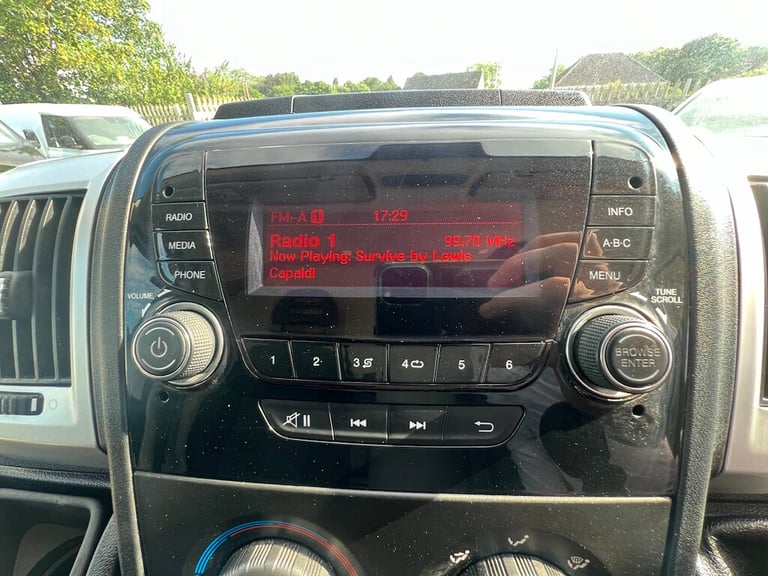 FM-A 1 17:29
Radio 1 99.70 MHz
Now Playing: Survive by Lewis
Capaldi
RADIO
MEDIA
PHONE
INFO
A-B-C
MENU
VOLUME
TUNE
SCROLL
BROWSE
ENTER
1 2 3 4 5 6